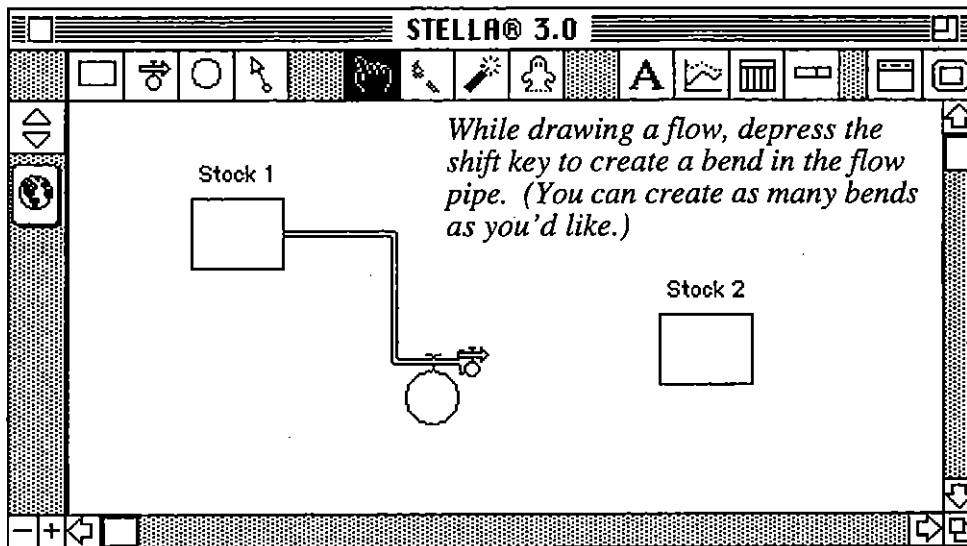 STELLA® 3.0
A
While drawing a flow, depress the
shift key to create a bend in the flow
pipe. (You can create as many bends
as you'd like.)
Stock 1
Stock 2
- +